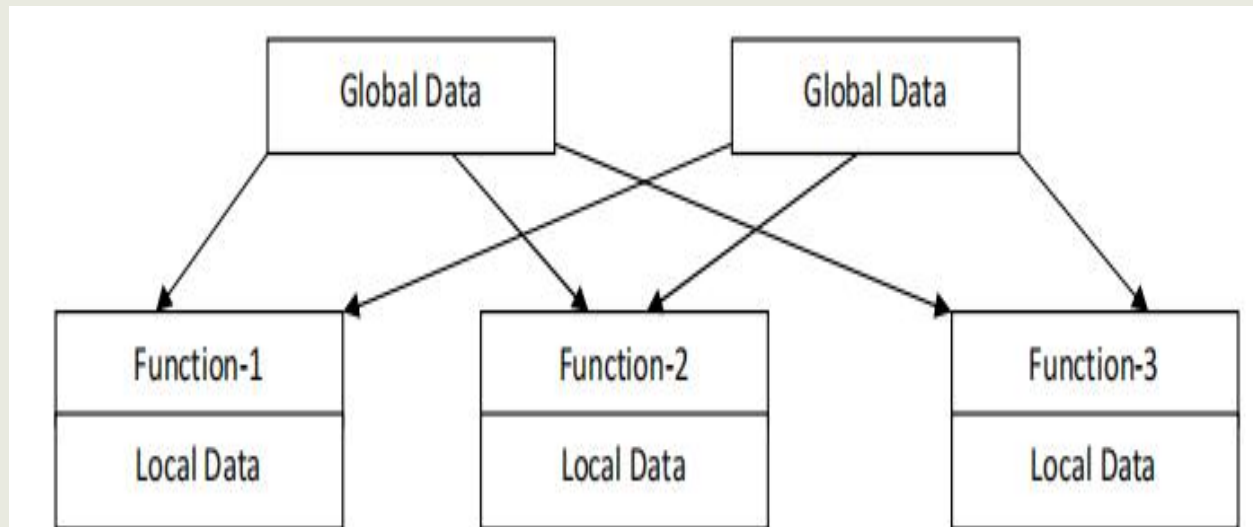 Global Data
Global Data
Function-1
Function-2
Function-3
Local Data
Local Data
Local Data